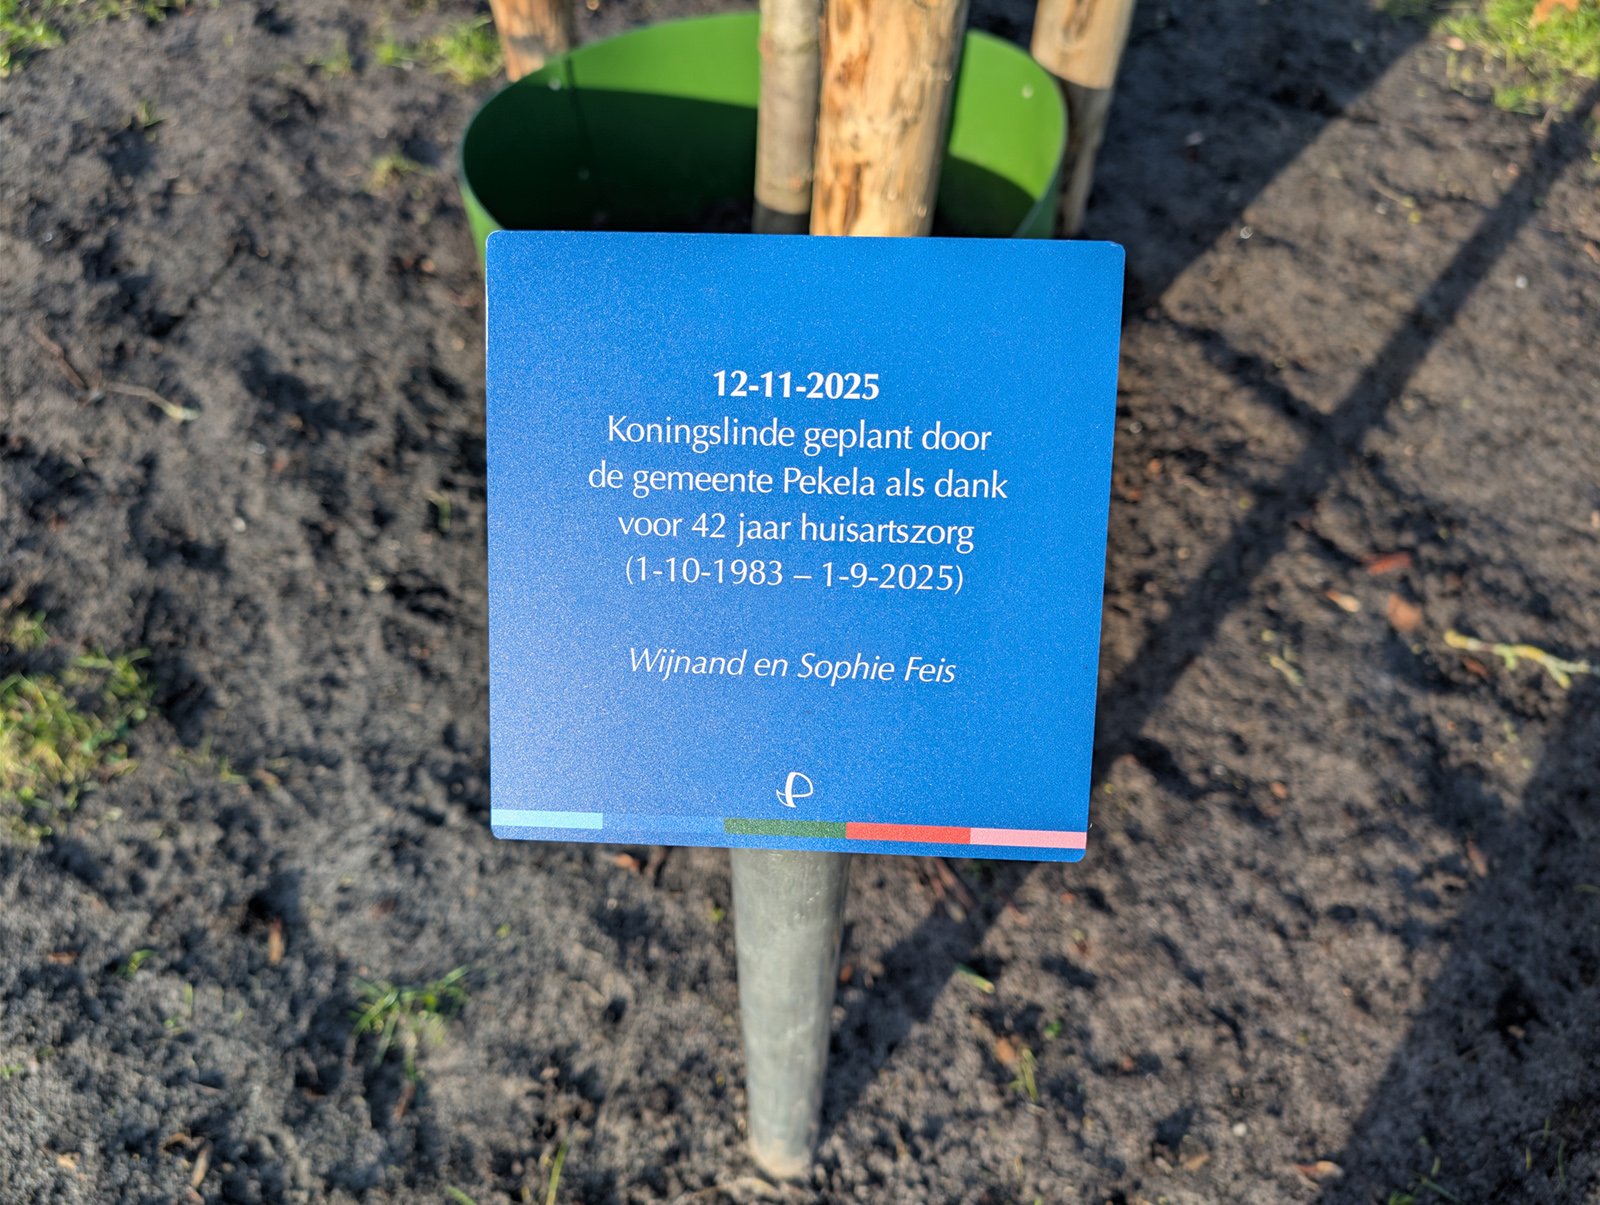 12-11-2025
Koningslinde geplant door
de gemeente Pekela als dank
voor 42 jaar huisartszorg
(1-10-1983 – 1-9-2025)
Wijnand en Sophie Feis